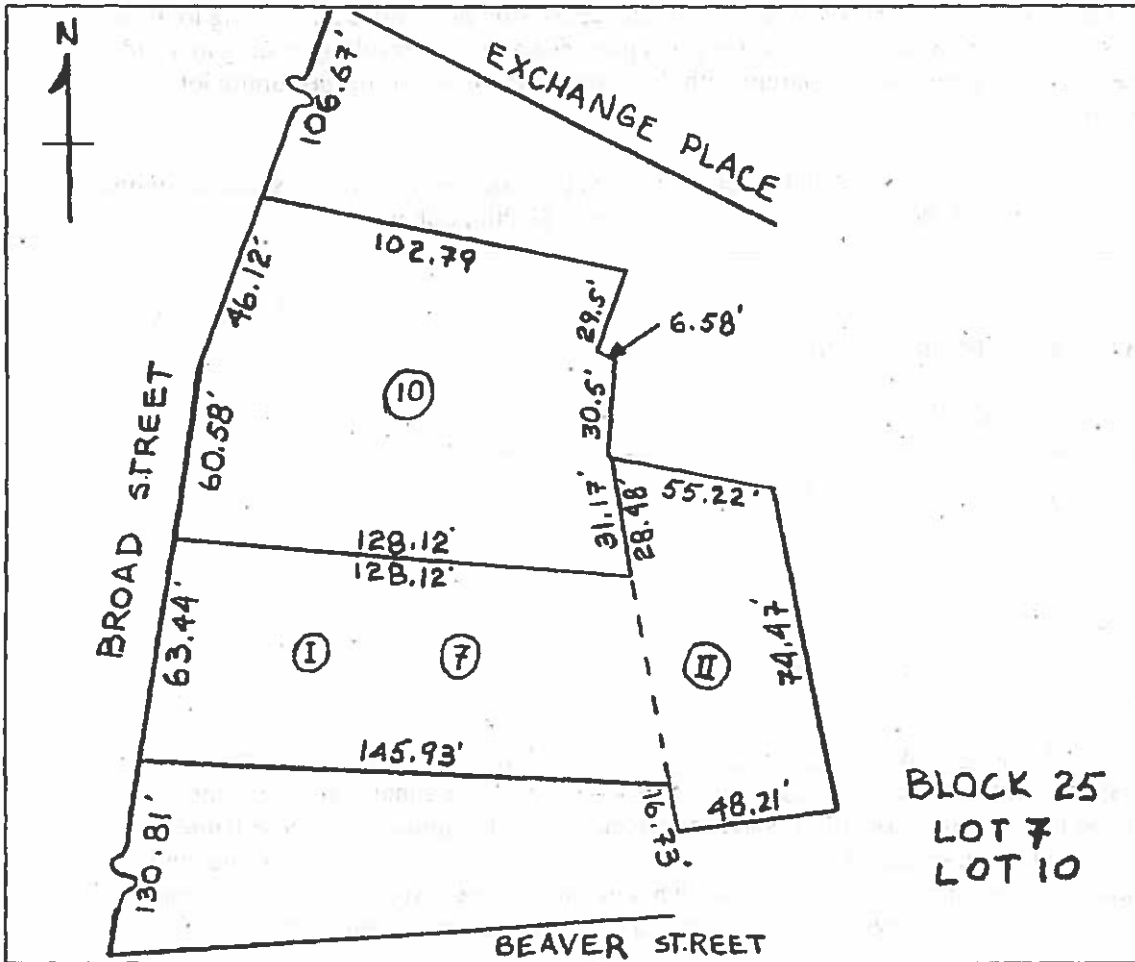 N
106.67'
EXCHANGE PLACE
102.79
46.12'
29.5'
6.58'
10
30.5'
BROAD STREET
60.58'
55.22'
31.17'
28.48'
128.12'
128.12'
63.44'
I
7
II
74.47'
145.93'
16.73'
48.21'
130.81'
BLOCK 25
LOT 7
LOT 10
BEAVER STREET